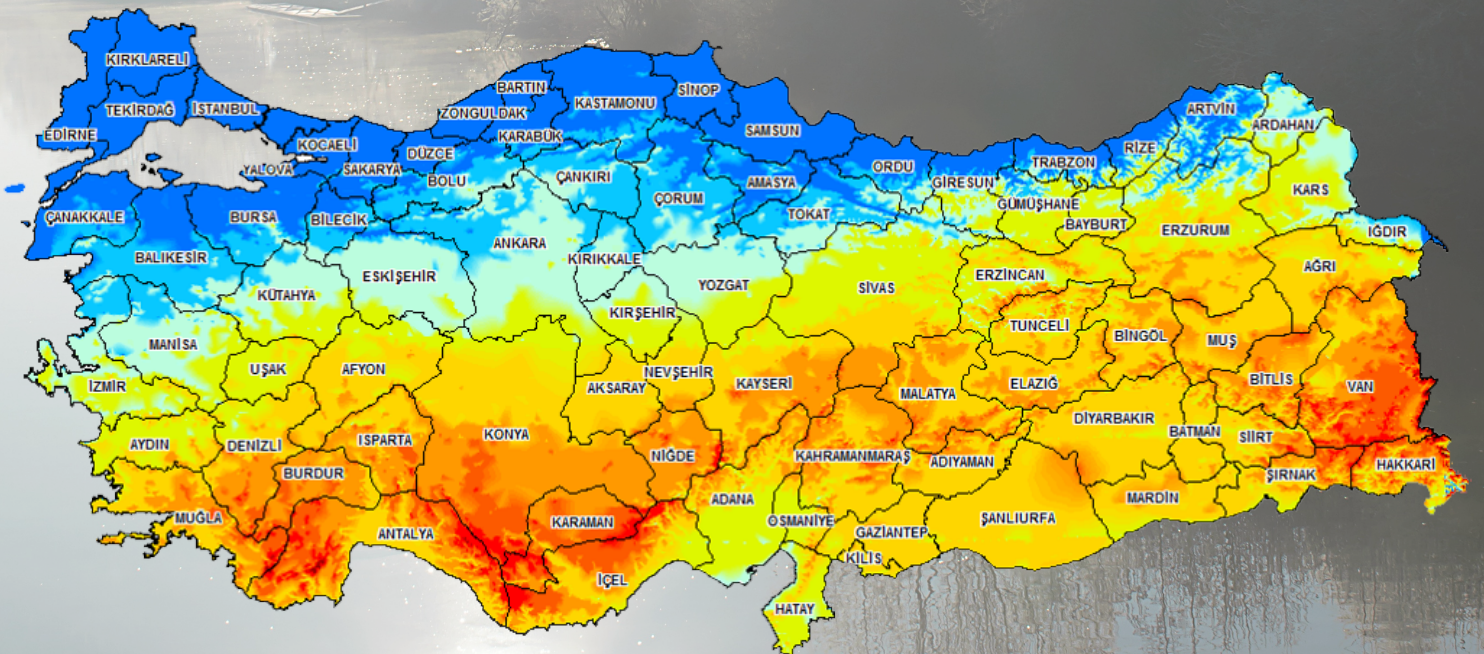 KIRKLARELİ
TEKİRDAĞ
İSTANBUL
EDİRNE
KOCAELİ
YALOVA
SAKARYA
DÜZCE
ZONGULDAK
BARTIN
KARABÜK
KASTAMONU
SİNOP
SAMSUN
BOLU
ÇANKIRI
ÇORUM
AMASYA
TOKAT
ORDU
GİRESUN
TRABZON
RİZE
ARTVİN
ARDAHAN
KARS
GÜMÜŞHANE
BAYBURT
ERZURUM
IĞDIR
ÇANAKKALE
BURSA
BİLECİK
BALIKESİR
ESKİŞEHİR
ANKARA
KIRIKKALE
KÜTAHYA
YOZGAT
SİVAS
ERZİNCAN
AĞRI
KIRŞEHİR
TUNCELİ
BİNGÖL
MUŞ
MANİSA
UŞAK
AFYON
İZMİR
AKSARAY
NEVŞEHİR
KAYSERİ
MALATYA
ELAZIĞ
BİTLİS
VAN
DİYARBAKIR
BATMAN
SİİRT
AYDIN
DENİZLİ
ISPARTA
KONYA
NİĞDE
KAHRAMANMARAŞ
ADIYAMAN
ŞIRNAK
HAKKARİ
BURDUR
MARDİN
ADANA
OSMANİYE
GAZİANTEP
ŞANLIURFA
MUĞLA
ANTALYA
KARAMAN
KİLİS
İÇEL
HATAY